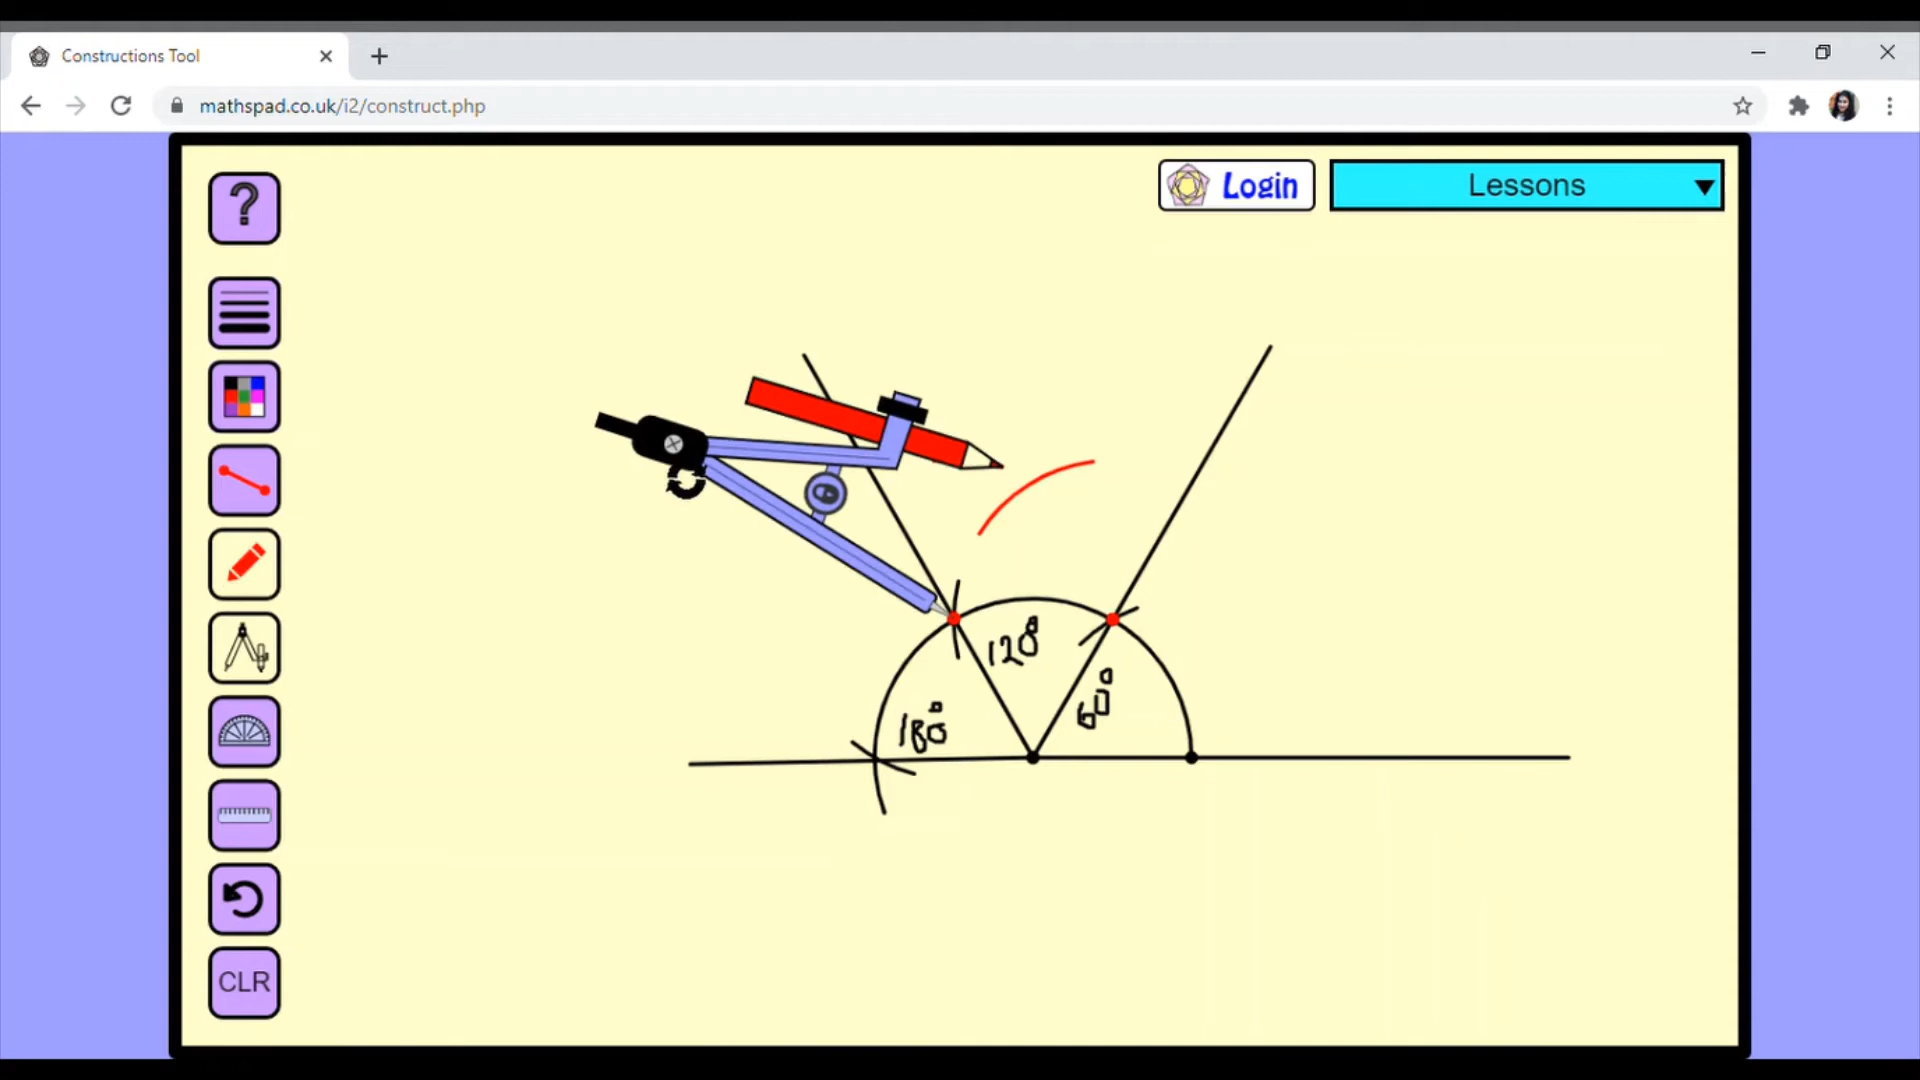 Constructions Tool
mathspad.co.uk/i2/construct.php
?
Login
Lessons
120°
60°
180°
CLR